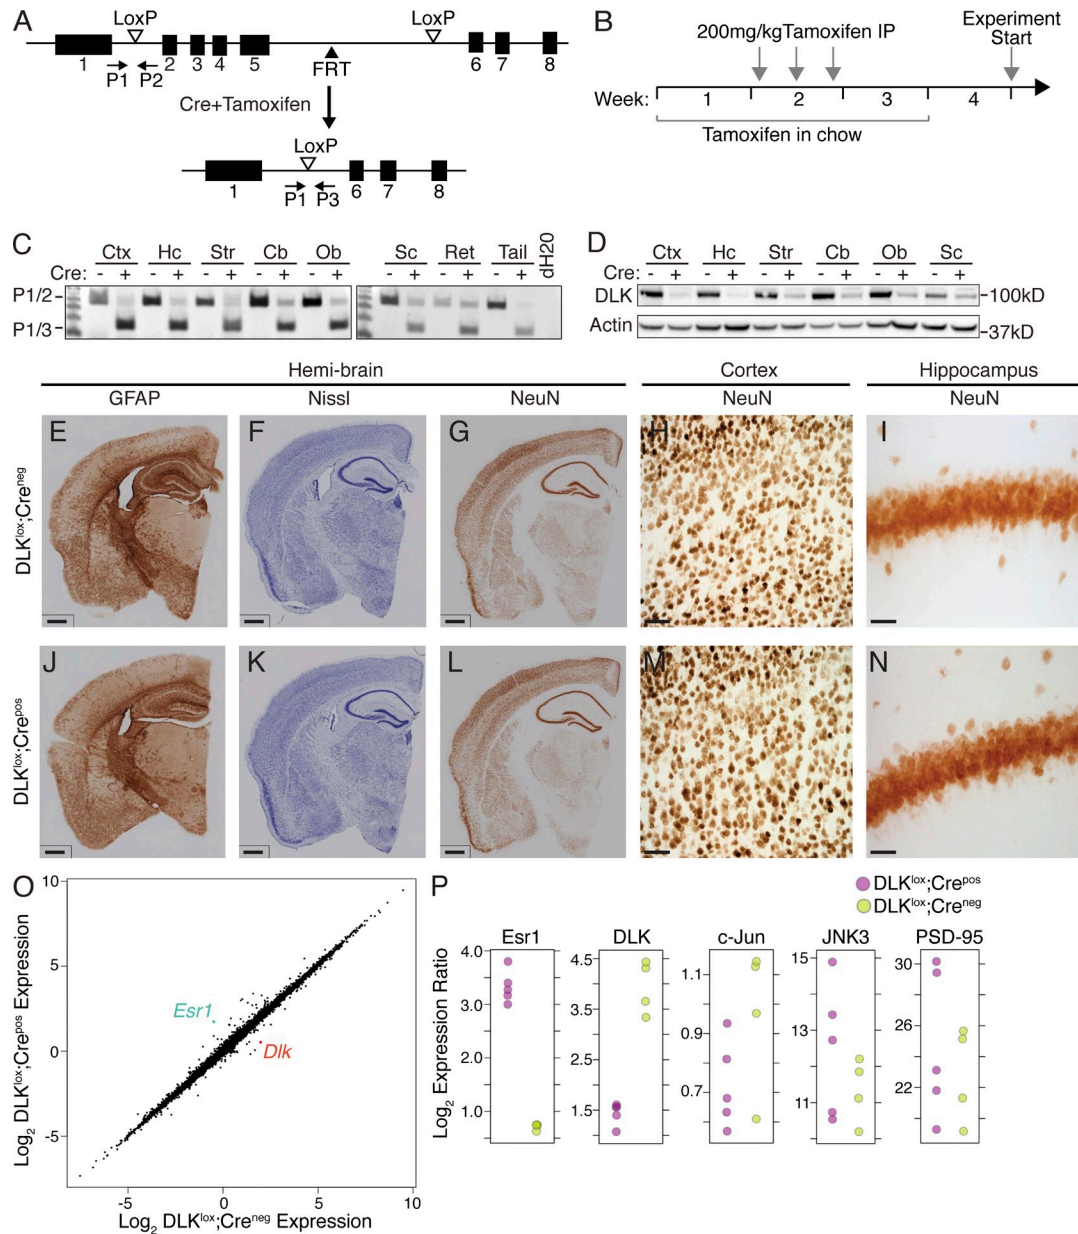 A
LoxP LoxP
1 2 3 4 5 6 7 8
P1 P2 FRT
Cre+Tamoxifen
LoxP
1 6 7 8
P1 P3
B
200mg/kgTamoxifen IP
Experiment
Start
Week: 1 2 3 4
Tamoxifen in chow
C
Ctx Hc Str Cb Ob Sc Ret Tail dH20
Cre: - + - + - + - + - + - + - + - +
P1/2
P1/3
D
Ctx Hc Str Cb Ob Sc
Cre: - + - + - + - + - + - +
DLK -100kD
Actin -37kD
Hemi-brain Cortex Hippocampus
GFAP Nissl NeuN NeuN NeuN
DLKlox;Creneg
E F G H I
DLKlox;Crepos
J K L M N
O
Log2 DLKlox;Crepos Expression
10
5
0
-5
Esr1
Dlk
-5 0 5 10
Log2 DLKlox;Creneg Expression
P
DLKlox;Crepos
DLKlox;Creneg
Log2 Expression Ratio
Esr1 DLK c-Jun JNK3 PSD-95
4.0 3.0 2.0 1.0
4.5 3.5 2.5 1.5
1.1 0.9 0.7
15 13 11
30 26 22